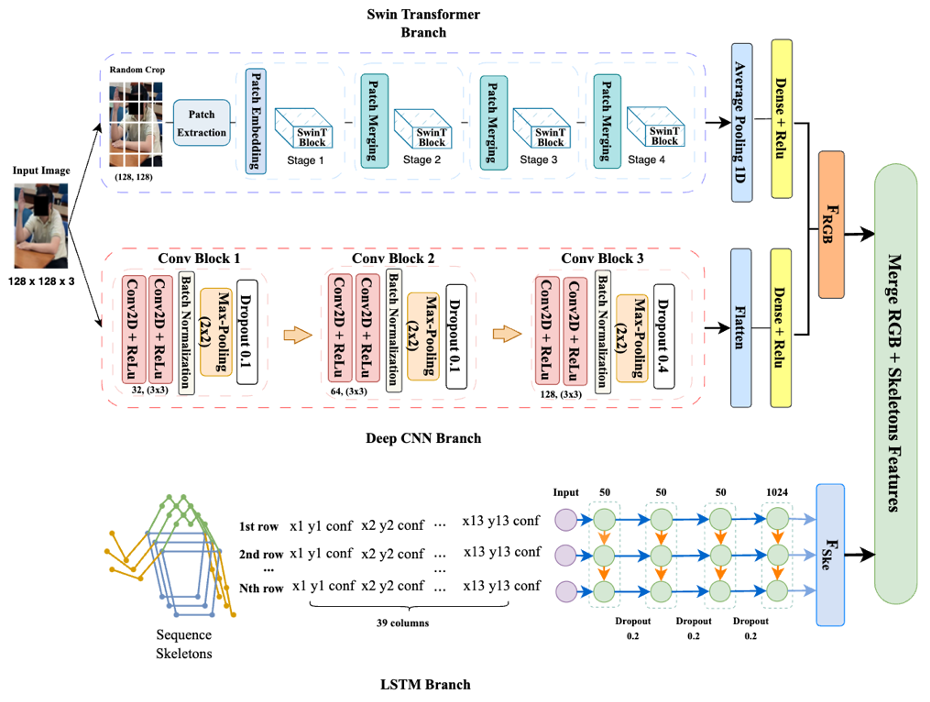 Swin Transformer
Branch
Random Crop
(128, 128)
Patch
Extraction
Patch Embedding
SwinT
Block
Stage 1
Patch Merging
SwinT
Block
Stage 2
Patch Merging
SwinT
Block
Stage 3
Patch Merging
SwinT
Block
Stage 4
Average Pooling 1D
Dense + Relu
Input Image
128 x 128 x 3
Conv Block 1
Conv2D + ReLu
Conv2D + ReLu
Batch Normalization
Max-Pooling
(2x2)
Dropout 0.1
32, (3x3)
Conv Block 2
Conv2D + ReLu
Conv2D + ReLu
Batch Normalization
Max-Pooling
(2x2)
Dropout 0.1
64, (3x3)
Conv Block 3
Conv2D + ReLu
Conv2D + ReLu
Batch Normalization
Max-Pooling
(2x2)
Dropout 0.4
128, (3x3)
Flatten
Dense + Relu
FRGB
Merge RGB + Skeletons Features
Deep CNN Branch
Sequence
Skeletons
1st row x1 y1 conf x2 y2 conf ... x13 y13 conf
2nd row x1 y1 conf x2 y2 conf ... x13 y13 conf
... ...
Nth row x1 y1 conf x2 y2 conf ... x13 y13 conf
39 columns
Input 50 50 50 1024
Dropout Dropout Dropout
0.2 0.2 0.2
FSke
LSTM Branch